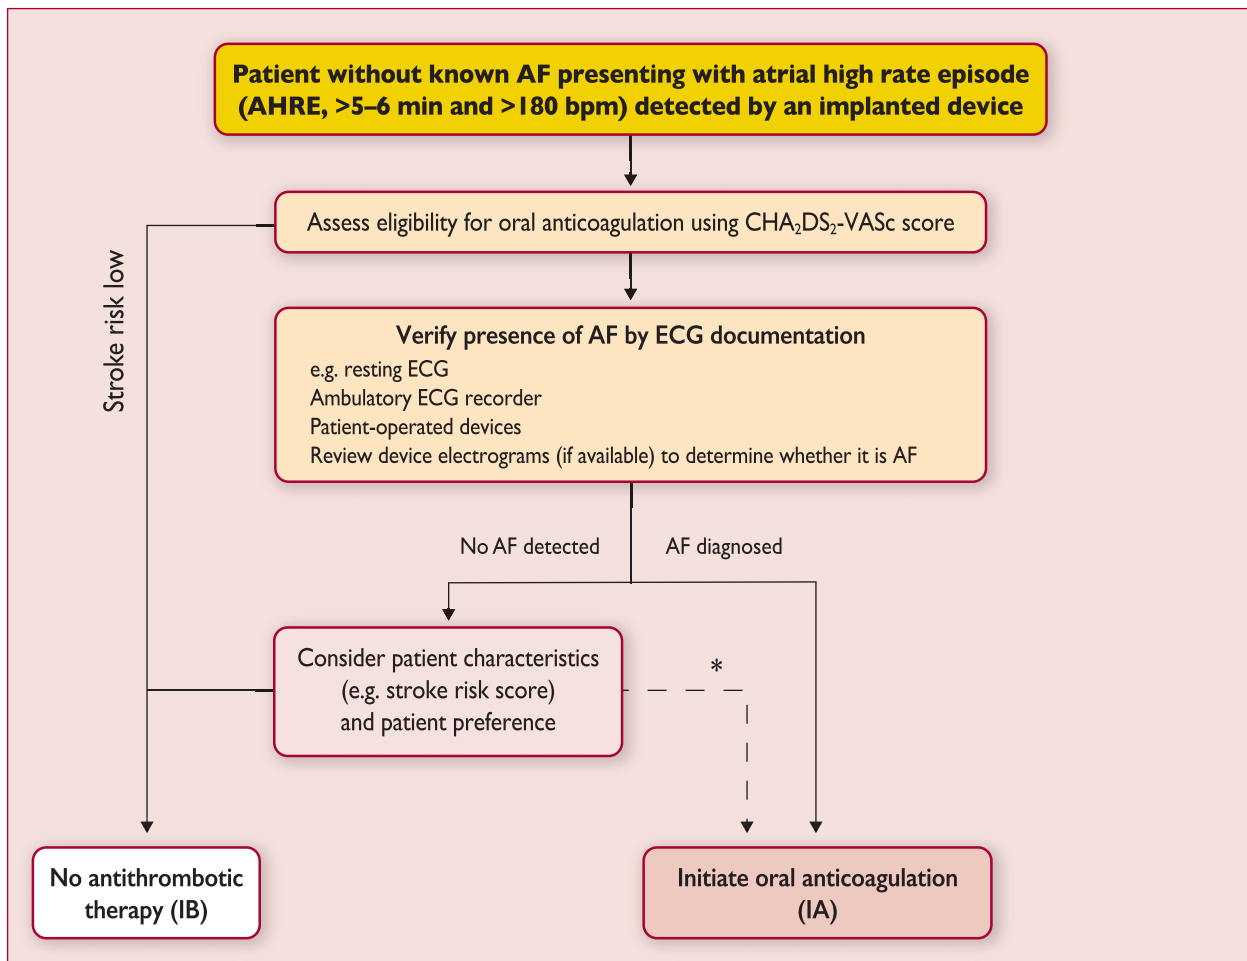 Patient without known AF presenting with atrial high rate episode
(AHRE, >5–6 min and >180 bpm) detected by an implanted device
Assess eligibility for oral anticoagulation using CHA₂DS₂-VASc score
Stroke risk low
Verify presence of AF by ECG documentation
e.g. resting ECG
Ambulatory ECG recorder
Patient-operated devices
Review device electrograms (if available) to determine whether it is AF
No AF detected
AF diagnosed
Consider patient characteristics
(e.g. stroke risk score)
and patient preference
*
No antithrombotic
therapy (IB)
Initiate oral anticoagulation
(IA)